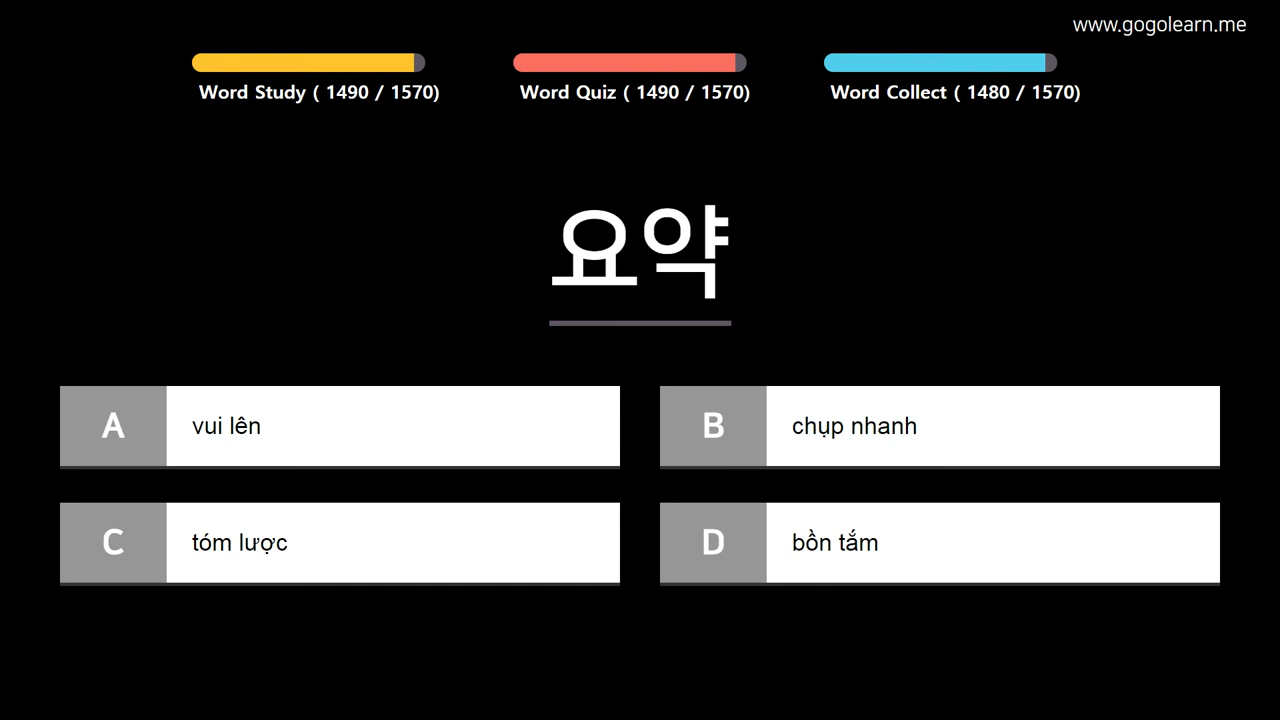 www.gogolearn.me
Word Study ( 1490 / 1570)
Word Quiz ( 1490 / 1570)
Word Collect ( 1480 / 1570)
요약
A vui lên
B chụp nhanh
C tóm lược
D bồn tắm